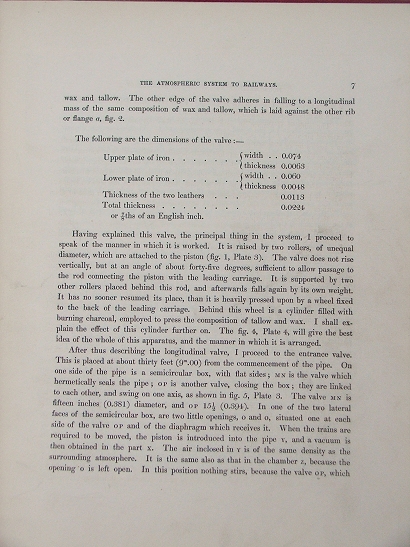 THE ATMOSPHERIC SYSTEM TO RAILWAYS. 7
wax and tallow. The other edge of the valve adheres in falling to a longitudinal
mass of the same composition of wax and tallow, which is laid against the other rib
or flange a, fig. 2.
The following are the dimensions of the valve :—
Upper plate of iron . . . . . . . { width . . 0.074
{ thickness 0.0063
Lower plate of iron . . . . . . . { width . . 0.060
{ thickness 0.0048
Thickness of the two leathers . . . 0.0113
Total thickness . . . . . . . . 0.0224
or ⅞ths of an English inch.
Having explained this valve, the principal thing in the system, I proceed to
speak of the manner in which it is worked. It is raised by two rollers, of unequal
diameter, which are attached to the piston (fig. 1, Plate 3). The valve does not rise
vertically, but at an angle of about forty-five degrees, sufficient to allow passage to
the rod connecting the piston with the leading carriage. It is supported by two
other rollers placed behind this rod, and afterwards falls again by its own weight.
It has no sooner resumed its place, than it is heavily pressed upon by a wheel fixed
to the back of the leading carriage. Behind this wheel is a cylinder filled with
burning charcoal, employed to press the composition of tallow and wax. I shall ex-
plain the effect of this cylinder further on. The fig. 4, Plate 4, will give the best
idea of the whole of this apparatus, and the manner in which it is arranged.
After thus describing the longitudinal valve, I proceed to the entrance valve.
This is placed at about thirty feet (9m.00) from the commencement of the pipe. On
one side of the pipe is a semicircular box, with flat sides; MN is the valve which
hermetically seals the pipe; OP is another valve, closing the box; they are linked
to each other, and swing on one axis, as shown in fig. 5, Plate 3. The valve MN is
fifteen inches (0.381) diameter, and OP 15½ (0.394). In one of the two lateral
faces of the semicircular box, are two little openings, o and o, situated one at each
side of the valve OP and of the diaphragm which receives it. When the trains are
required to be moved, the piston is introduced into the pipe V, and a vacuum is
then obtained in the part X. The air inclosed in V is of the same density as the
surrounding atmosphere. It is the same also as that in the chamber Z, because the
opening o is left open. In this position nothing stirs, because the valve OP, which